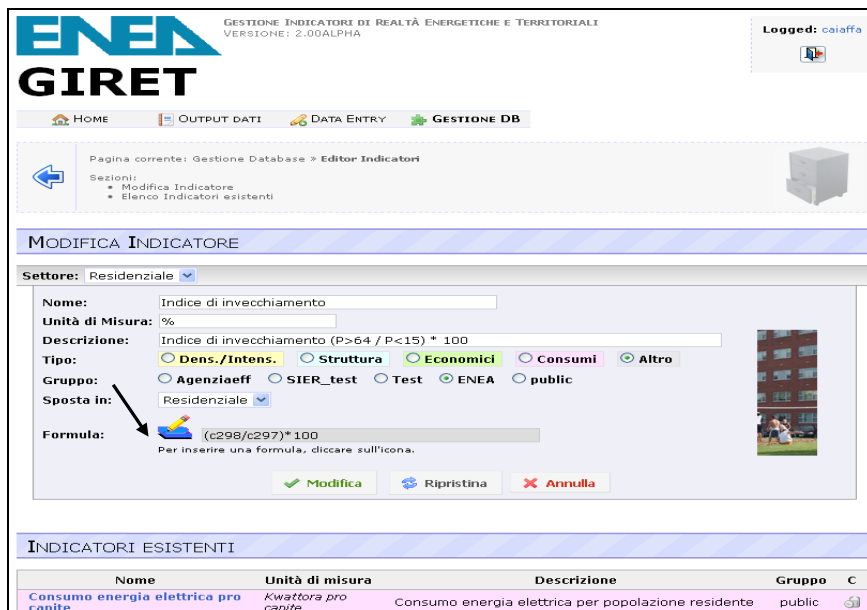 ENEA
GIRET
Gestione Indicatori di Realtà Energetiche e Territoriali
Versione: 2.00ALPHA
Logged: caiaffa
Home Output dati Data Entry Gestione DB
Pagina corrente: Gestione Database » Editor Indicatori
Sezioni:
• Modifica Indicatore
• Elenco Indicatori esistenti
Modifica Indicatore
Settore: Residenziale
Nome: Indice di invecchiamento
Unità di Misura: %
Descrizione: Indice di invecchiamento (P>64 / P<15) * 100
Tipo: Dens./Intens. Struttura Economici Consumi Altro
Gruppo: Agenziaeff SIER_test Test ENEA public
Sposta in: Residenziale
Formula: (c298/c297)*100
Per inserire una formula, cliccare sull'icona.
Modifica Ripristina Annulla
Indicatori esistenti
Nome Unità di misura Descrizione Gruppo C
Consumo energia elettrica pro capite Kwattora pro capite Consumo energia elettrica per popolazione residente public